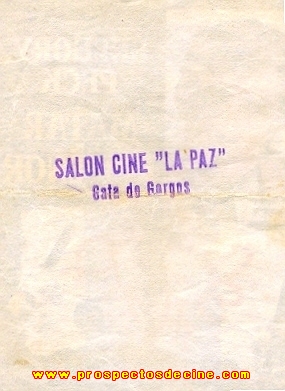 SALON CINE "LA PAZ"
Gata de Gorgos
www.prospectosdecine.com